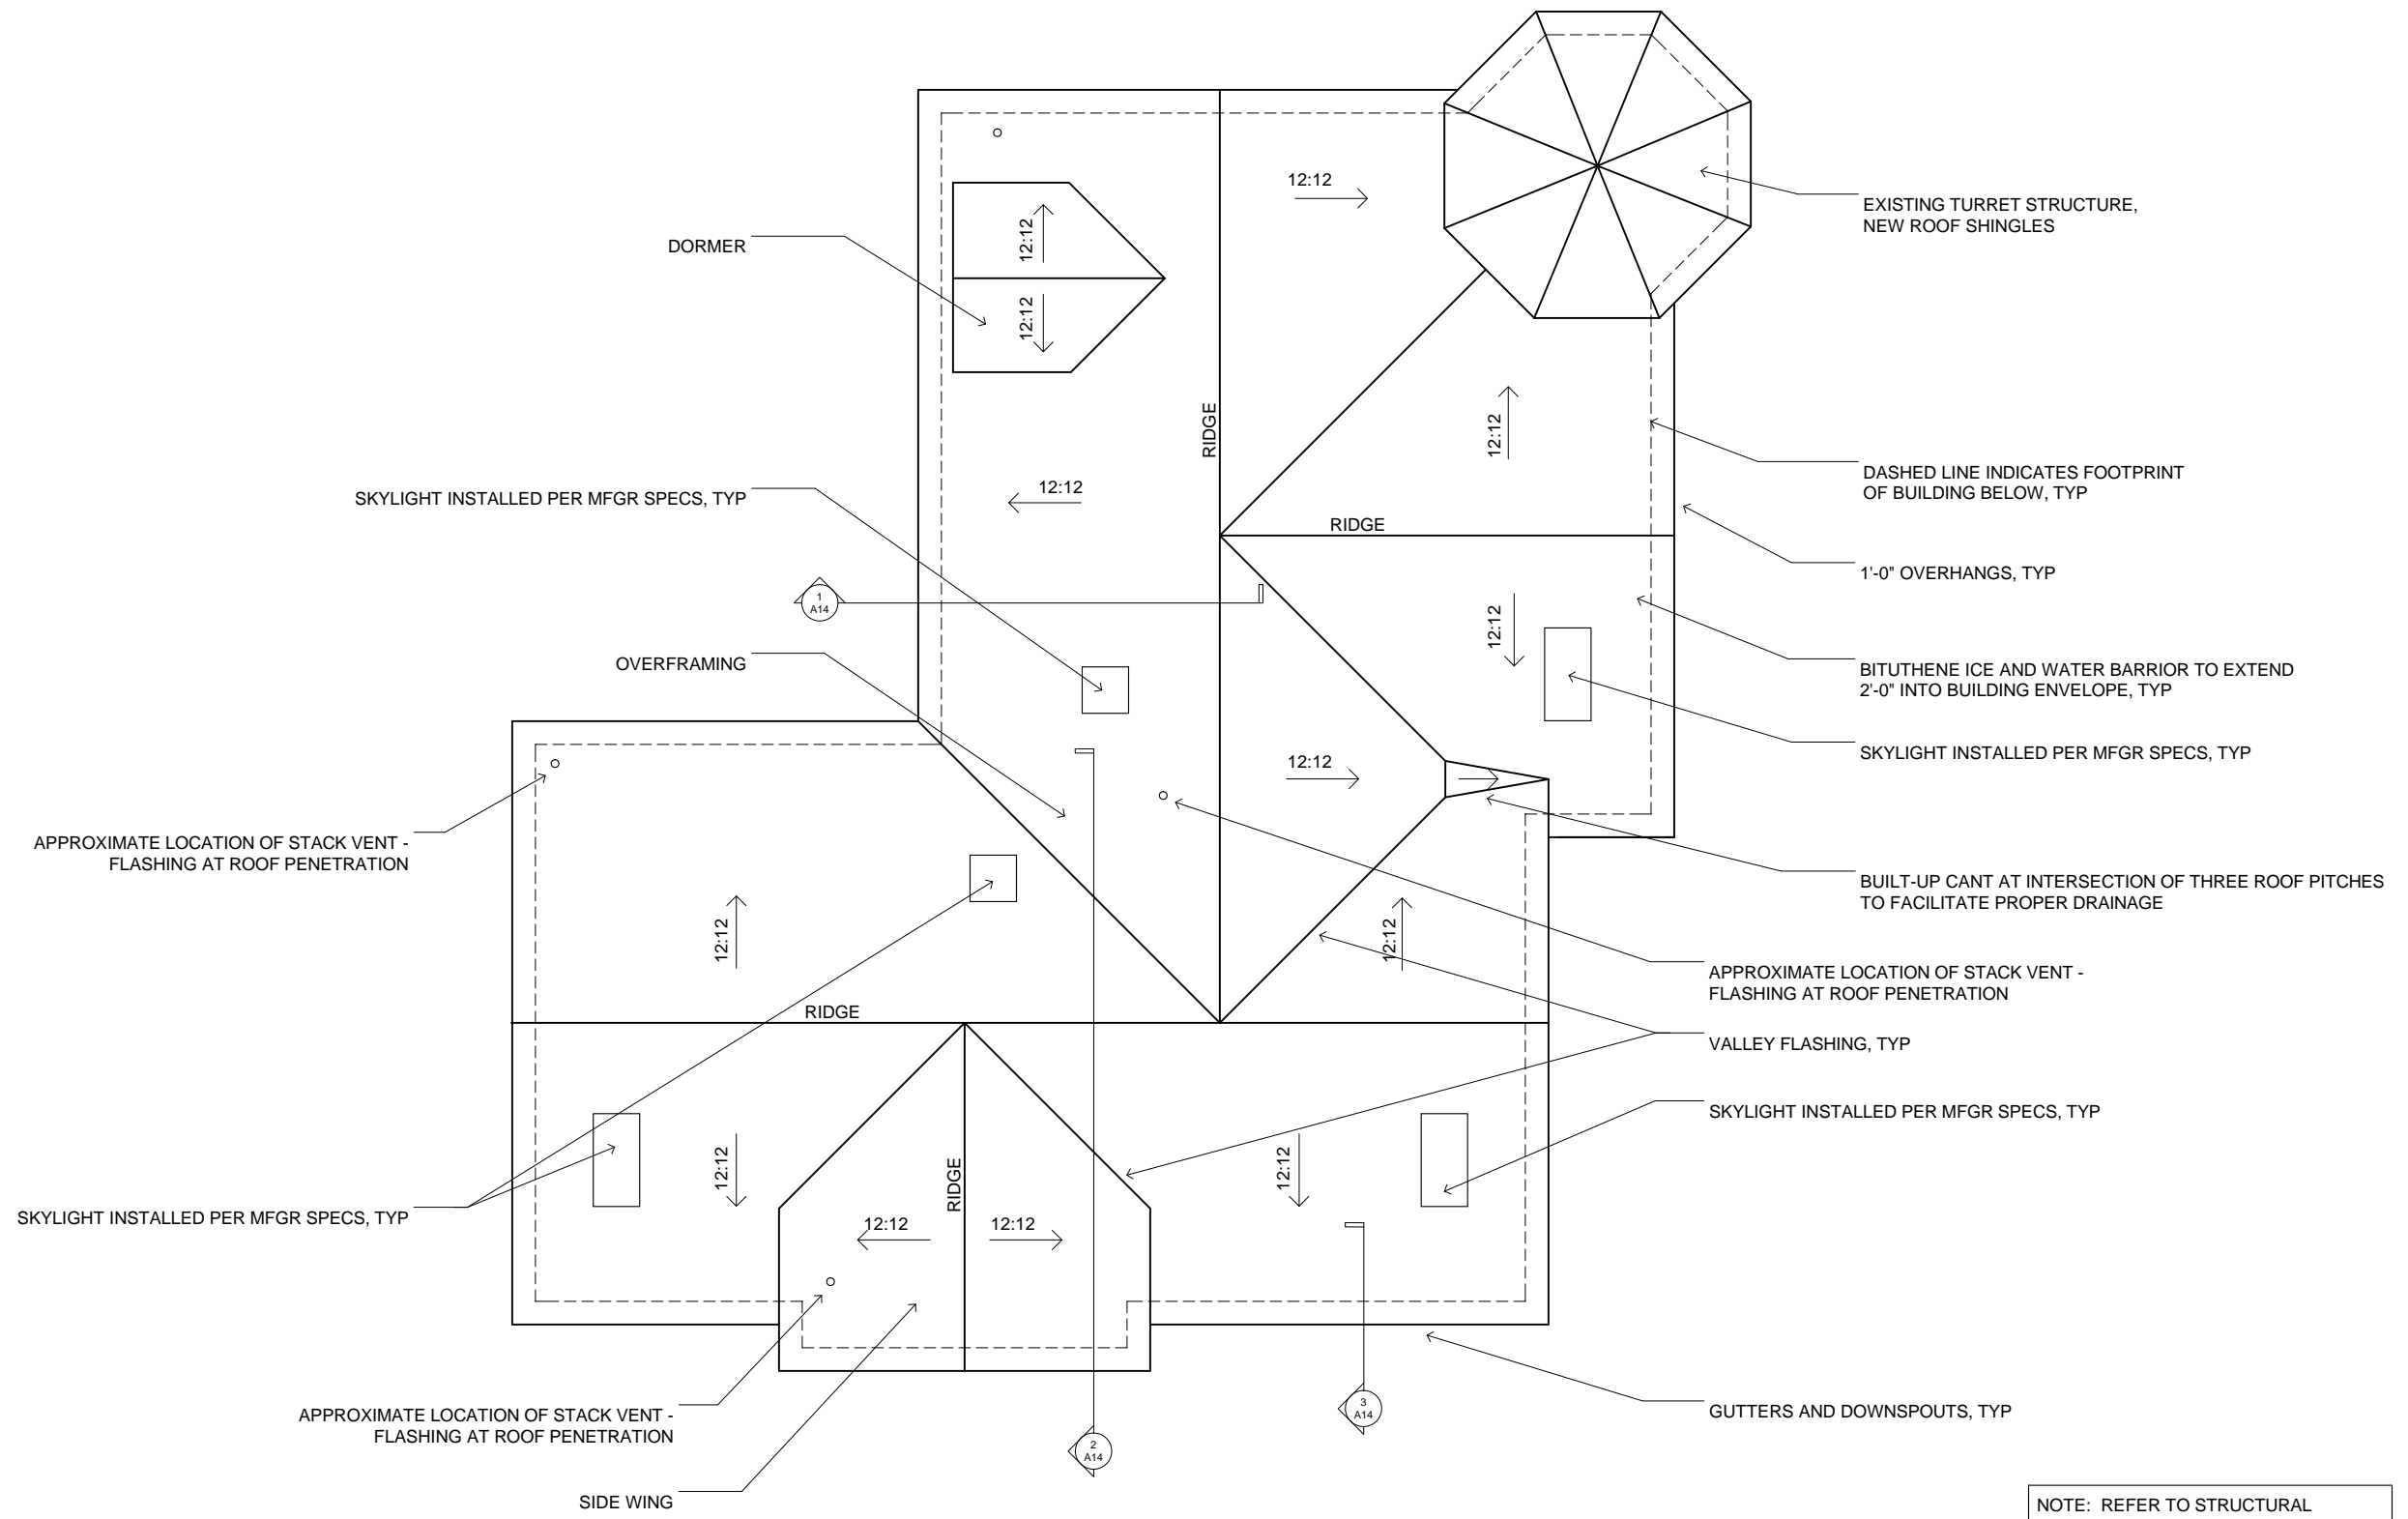 12:12
EXISTING TURRET STRUCTURE,
NEW ROOF SHINGLES
DORMER
12:12
12:12
RIDGE
12:12
DASHED LINE INDICATES FOOTPRINT
OF BUILDING BELOW, TYP
SKYLIGHT INSTALLED PER MFGR SPECS, TYP
12:12
RIDGE
1'-0" OVERHANGS, TYP
1
A14
12:12
OVERFRAMING
BITUTHENE ICE AND WATER BARRIOR TO EXTEND
2'-0" INTO BUILDING ENVELOPE, TYP
SKYLIGHT INSTALLED PER MFGR SPECS, TYP
12:12
APPROXIMATE LOCATION OF STACK VENT -
FLASHING AT ROOF PENETRATION
BUILT-UP CANT AT INTERSECTION OF THREE ROOF PITCHES
TO FACILITATE PROPER DRAINAGE
12:12
12:12
APPROXIMATE LOCATION OF STACK VENT -
FLASHING AT ROOF PENETRATION
RIDGE
VALLEY FLASHING, TYP
SKYLIGHT INSTALLED PER MFGR SPECS, TYP
12:12
RIDGE
12:12
SKYLIGHT INSTALLED PER MFGR SPECS, TYP
12:12
12:12
APPROXIMATE LOCATION OF STACK VENT -
FLASHING AT ROOF PENETRATION
3
A14
GUTTERS AND DOWNSPOUTS, TYP
2
A14
SIDE WING
NOTE: REFER TO STRUCTURAL